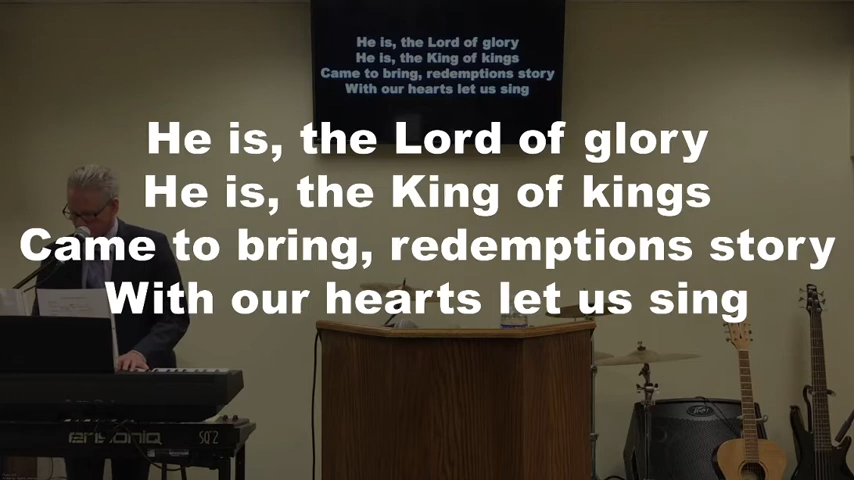 He is, the Lord of glory
He is, the King of kings
Came to bring, redemptions story
With our hearts let us sing
He is, the Lord of glory
He is, the King of kings
Came to bring, redemptions story
With our hearts let us sing
ensoniq SQ2